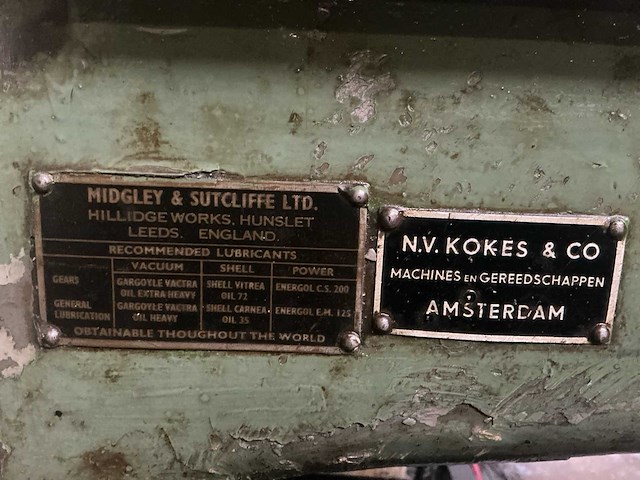 MIDGLEY & SUTCLIFFE LTD.
HILLIDGE WORKS, HUNSLET
LEEDS, ENGLAND.
RECOMMENDED LUBRICANTS
VACUUM SHELL POWER
GEARS GARGOYLE VACTRA OIL EXTRA HEAVY SHELL VITREA OIL 72 ENERGOL C.S. 200
GENERAL LUBRICATION GARGOYLE VACTRA OIL HEAVY SHELL CARNEA OIL 35 ENERGOL E.M. 125
OBTAINABLE THOUGHOUT THE WORLD
N.V. KOKES & CO
MACHINES EN GEREEDSCHAPPEN
AMSTERDAM